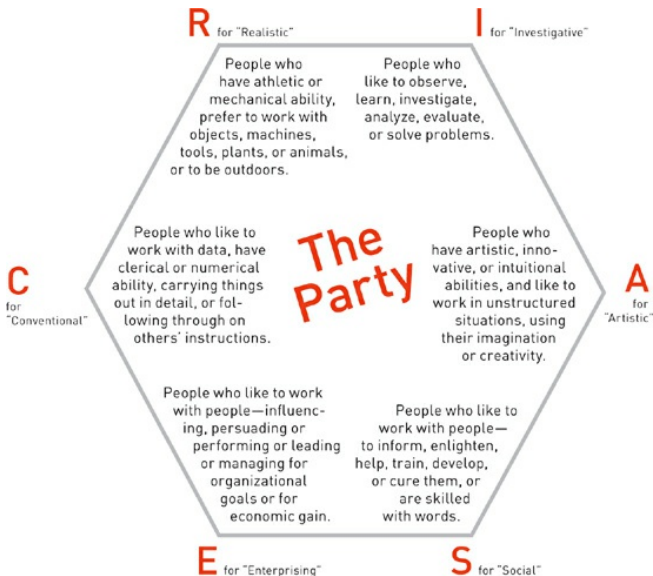 R for "Realistic"
I for "Investigative"
People who
have athletic or
mechanical ability,
prefer to work with
objects, machines,
tools, plants, or animals,
or to be outdoors.
People who
like to observe,
learn, investigate,
analyze, evaluate,
or solve problems.
C
for
"Conventional"
People who like to
work with data, have
clerical or numerical
ability, carrying things
out in detail, or fol-
lowing through on
others' instructions.
The
Party
People who
have artistic, inno-
vative, or intuitional
abilities, and like to
work in unstructured
situations, using
their imagination
or creativity.
A
for
"Artistic"
People who like to work
with people—influenc-
ing, persuading or
performing or leading
or managing for
organizational
goals or for
economic gain.
People who like to
work with people—
to inform, enlighten,
help, train, develop,
or cure them, or
are skilled
with words.
E for "Enterprising"
S for "Social"